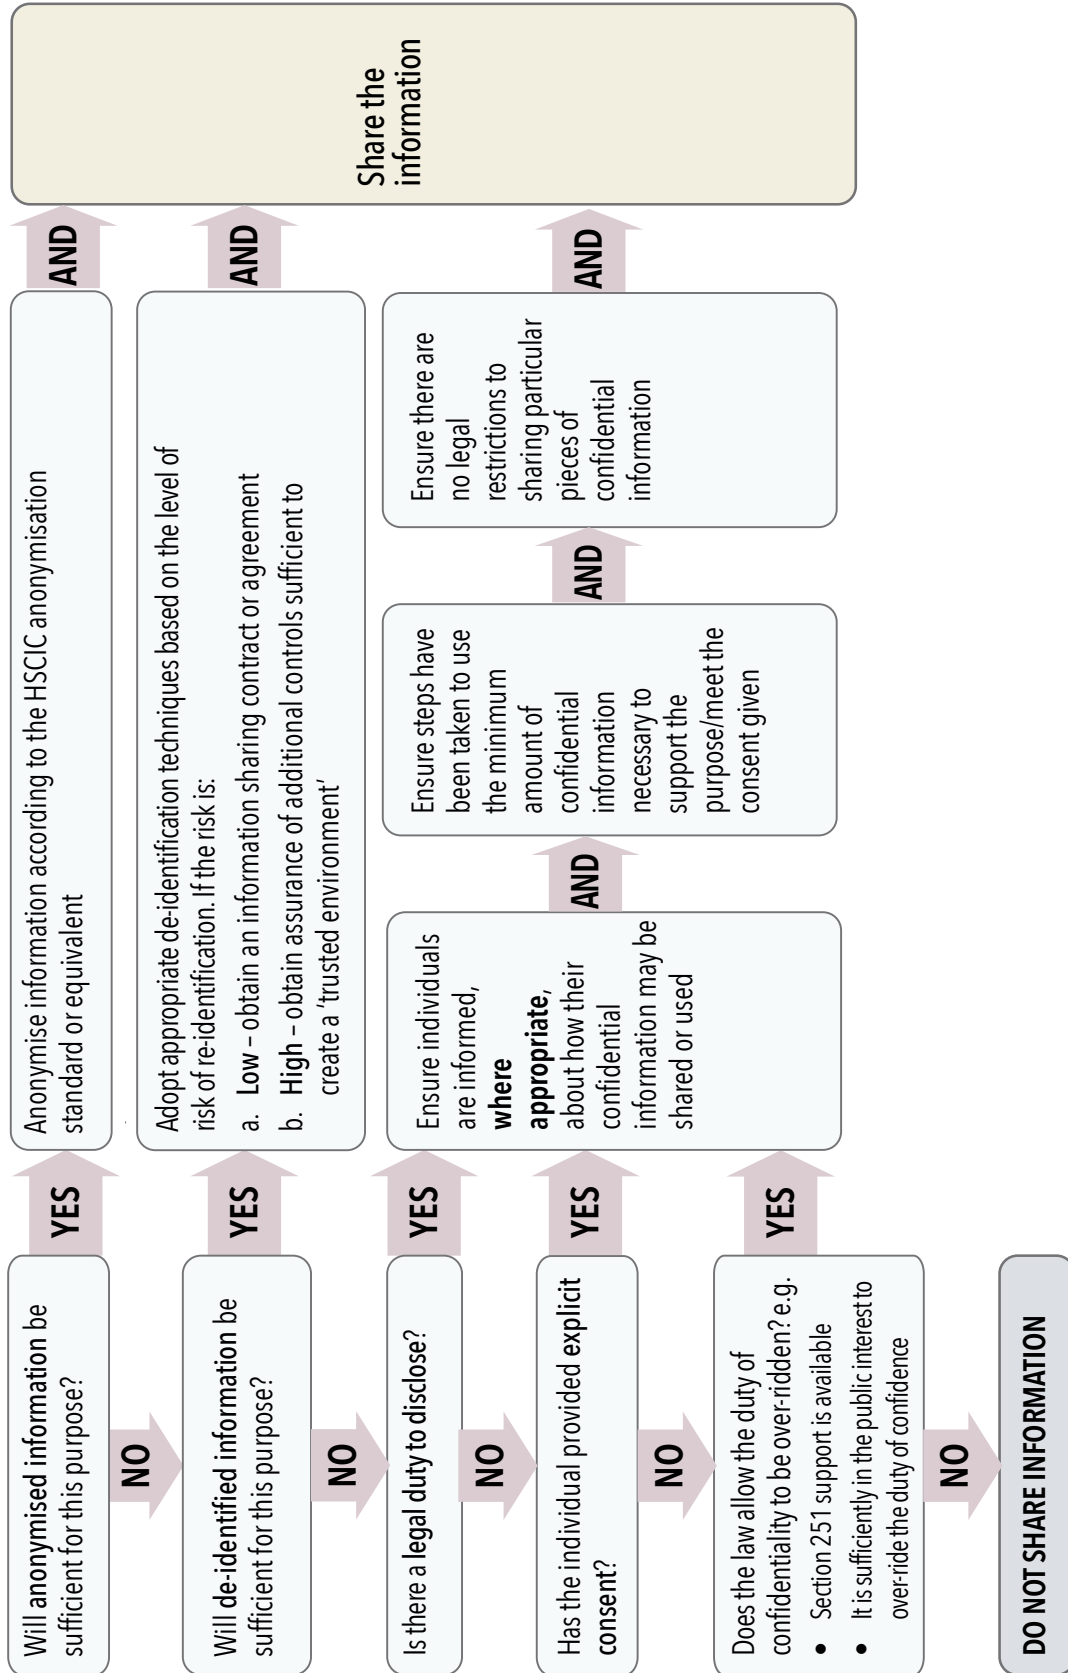 Will anonymised information be
sufficient for this purpose?
YES
Anonymise information according to the HSCIC anonymisation
standard or equivalent
AND
Share the
information
NO
Will de-identified information be
sufficient for this purpose?
YES
Adopt appropriate de-identification techniques based on the level of
risk of re-identification. If the risk is:
a. Low – obtain an information sharing contract or agreement
b. High – obtain assurance of additional controls sufficient to
create a ‘trusted environment’
AND
NO
Is there a legal duty to disclose?
YES
NO
Has the individual provided explicit
consent?
YES
NO
Does the law allow the duty of
confidentiality to be over-ridden? e.g.
• Section 251 support is available
• It is sufficiently in the public interest to
over-ride the duty of confidence
YES
Ensure individuals
are informed,
where
appropriate,
about how their
confidential
information may be
shared or used
AND
Ensure steps have
been taken to use
the minimum
amount of
confidential
information
necessary to
support the
purpose/meet the
consent given
AND
Ensure there are
no legal
restrictions to
sharing particular
pieces of
confidential
information
AND
NO
DO NOT SHARE INFORMATION